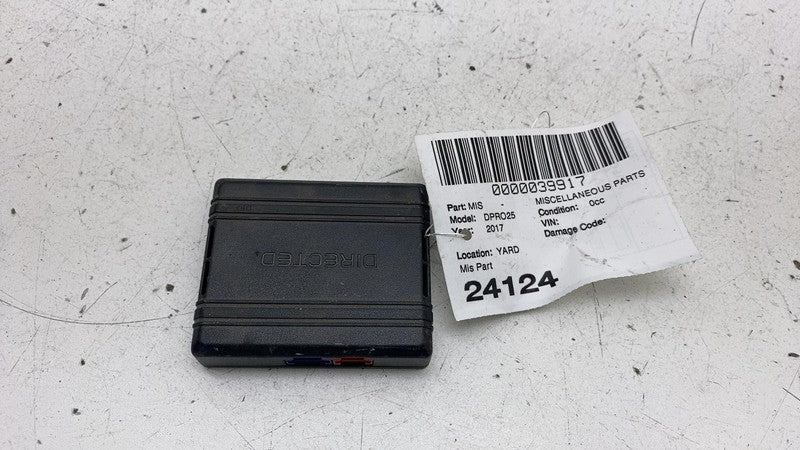 DIRECTED
0000039917
Part: MIS - MISCELLANEOUS PARTS
Model: DPRO25 Condition: 0cc
Year: 2017 VIN:
Damage Code:
Location: YARD
Mis Part
24124